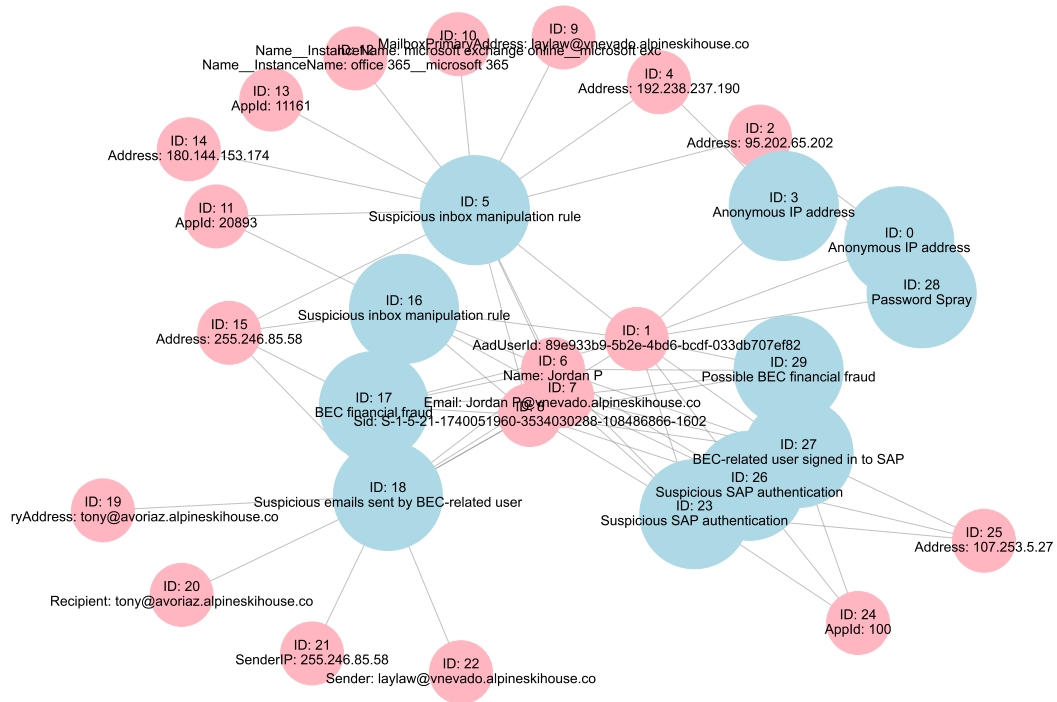 ID: 9
ID: 10
MailboxPrimaryAddress: laylaw@vnevado.alpineskihouse.co
ID: 12
Name__InstanceName: microsoft exchange online__microsoft exc
Name__InstanceName: office 365__microsoft 365
ID: 4
Address: 192.238.237.190
ID: 13
AppId: 11161
ID: 2
Address: 95.202.65.202
ID: 14
Address: 180.144.153.174
ID: 3
Anonymous IP address
ID: 5
Suspicious inbox manipulation rule
ID: 11
AppId: 20893
ID: 0
Anonymous IP address
ID: 28
Password Spray
ID: 16
Suspicious inbox manipulation rule
ID: 15
Address: 255.246.85.58
ID: 1
AadUserId: 89e933b9-5b2e-4bd6-bcdf-033db707ef82
ID: 6
Name: Jordan P
ID: 29
Possible BEC financial fraud
ID: 7
Email: Jordan P@vnevado.alpineskihouse.co
ID: 17
BEC financial fraud
ID: 8
Sid: S-1-5-21-1740051960-3534030288-108486866-1602
ID: 27
BEC-related user signed in to SAP
ID: 26
Suspicious SAP authentication
ID: 18
Suspicious emails sent by BEC-related user
ID: 23
Suspicious SAP authentication
ID: 19
ryAddress: tony@avoriaz.alpineskihouse.co
ID: 25
Address: 107.253.5.27
ID: 20
Recipient: tony@avoriaz.alpineskihouse.co
ID: 24
AppId: 100
ID: 21
SenderIP: 255.246.85.58
ID: 22
Sender: laylaw@vnevado.alpineskihouse.co